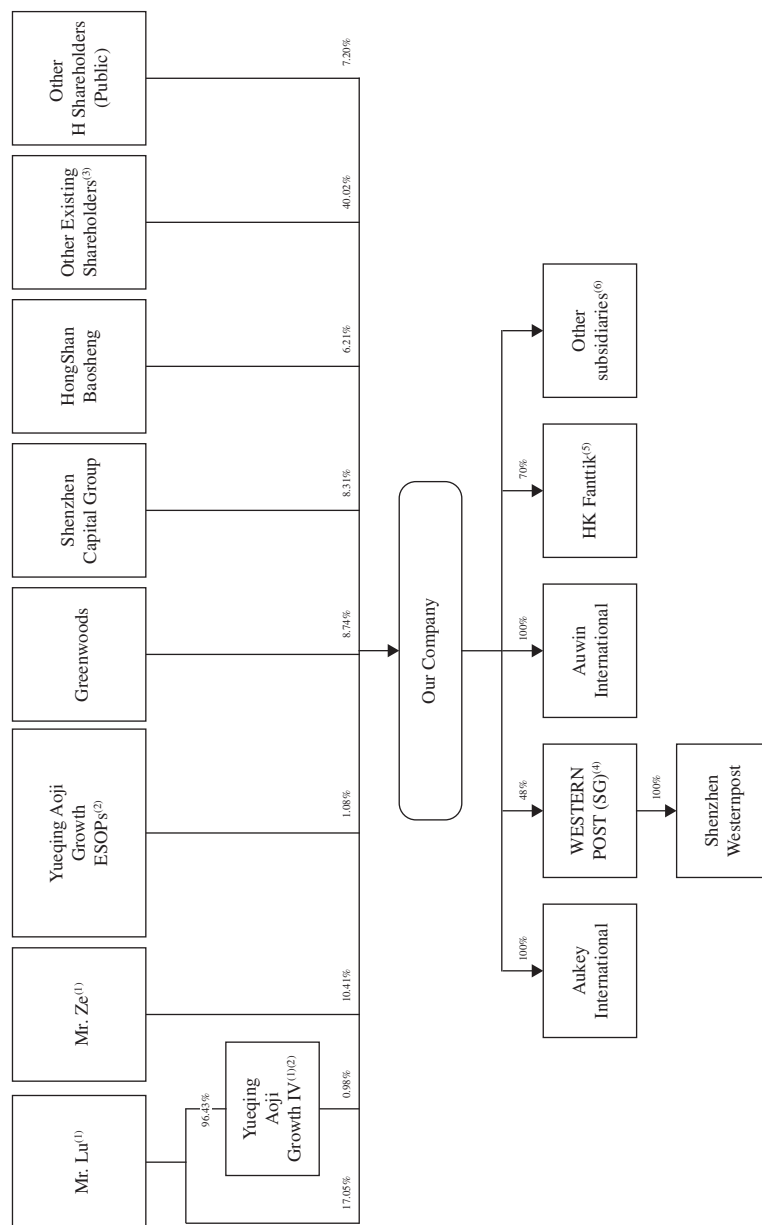 Mr. Lu(1)
Mr. Ze(1)
Yueqing Aoji
Growth
ESOPs(2)
Greenwoods
Shenzhen
Capital Group
HongShan
Baosheng
Other Existing
Shareholders(3)
Other
H Shareholders
(Public)
96.43%
Yueqing
Aoji
Growth IV(1)(2)
17.05%
0.98%
10.41%
1.08%
8.74%
8.31%
6.21%
40.02%
7.20%
Our Company
100%
48%
100%
70%
Aukey
International
WESTERN
POST (SG)(4)
Auwin
International
HK Fanttik(5)
Other
subsidiaries(6)
100%
Shenzhen
Westernpost